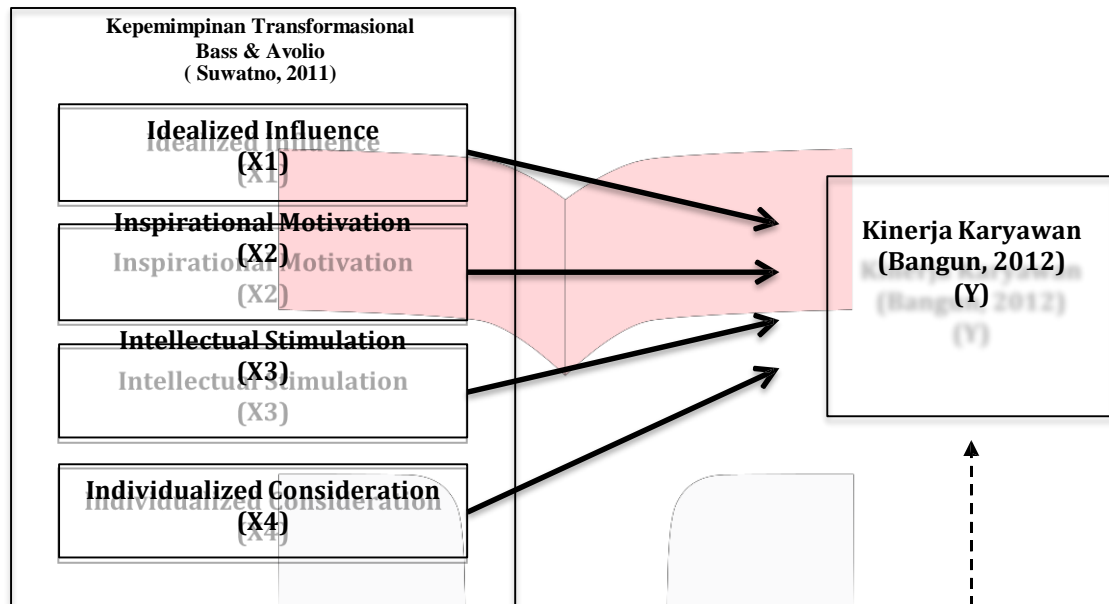 Kepemimpinan Transformasional
Bass & Avolio
( Suwatno, 2011)
Idealized Influence
(X1)
Inspirational Motivation
(X2)
Intellectual Stimulation
(X3)
Individualized Consideration
(X4)
Kinerja Karyawan
(Bangun, 2012)
(Y)